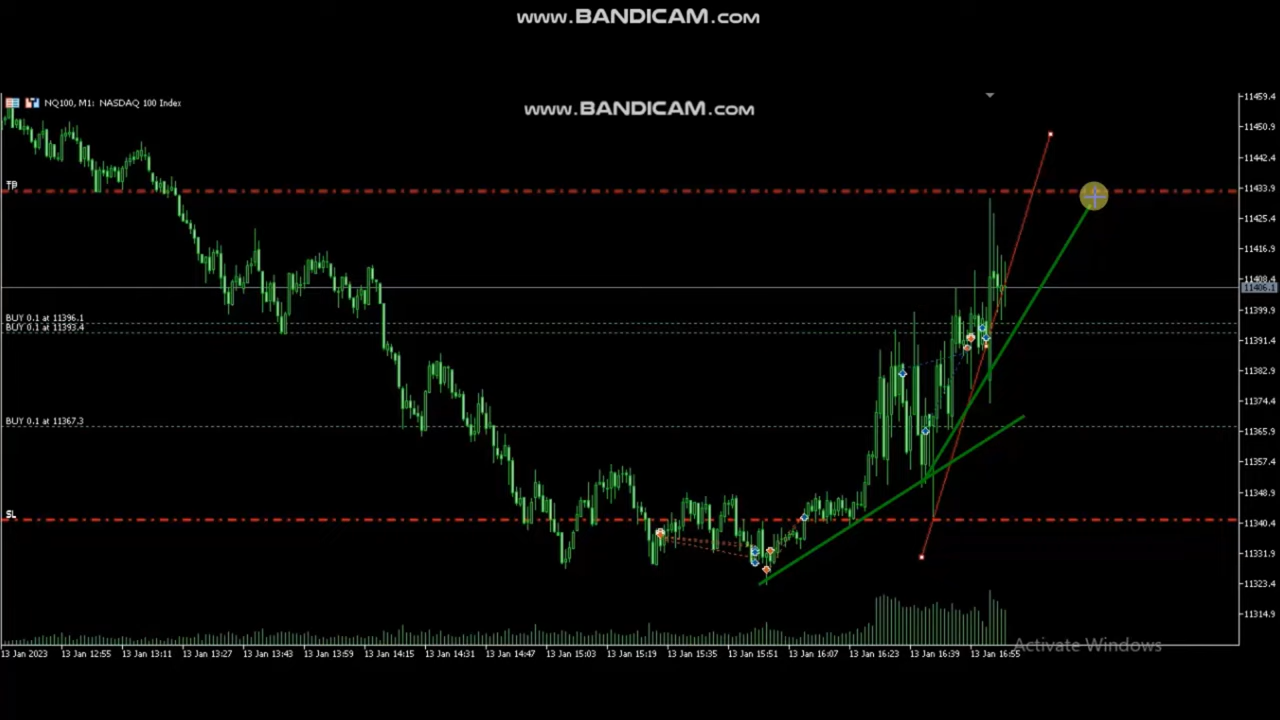 www.BANDICAM.com
www.BANDICAM.com
NQ100, M1: NASDAQ 100 Index
11459.4
11450.9
11442.4
TP
11433.9
11425.4
11416.9
11408.4
11406.1
11399.9
BUY 0.1 at 11396.1
BUY 0.1 at 11393.4
11391.4
11382.9
11374.4
BUY 0.1 at 11367.3
11365.9
11357.4
11348.9
SL
11340.4
11331.9
11323.4
11314.9
Activate Windows
13 Jan 2023 13 Jan 12:55 13 Jan 13:11 13 Jan 13:27 13 Jan 13:43 13 Jan 13:59 13 Jan 14:15 13 Jan 14:31 13 Jan 14:47 13 Jan 15:03 13 Jan 15:19 13 Jan 15:35 13 Jan 15:51 13 Jan 16:07 13 Jan 16:23 13 Jan 16:39 13 Jan 16:55